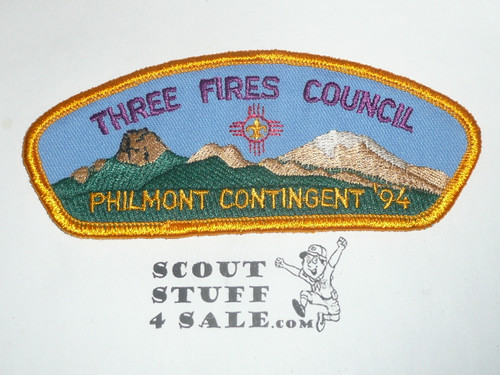 THREE FIRES COUNCIL
PHILMONT CONTINGENT '94
SCOUT
STUFF
4 SALE.COM